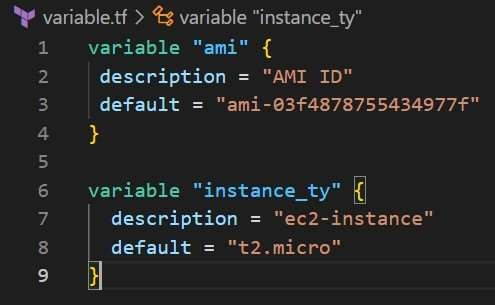 variable.tf > variable "instance_ty"
1 variable "ami" {
2 description = "AMI ID"
3 default = "ami-03f4878755434977f"
4 }
5
6 variable "instance_ty" {
7 description = "ec2-instance"
8 default = "t2.micro"
9 }